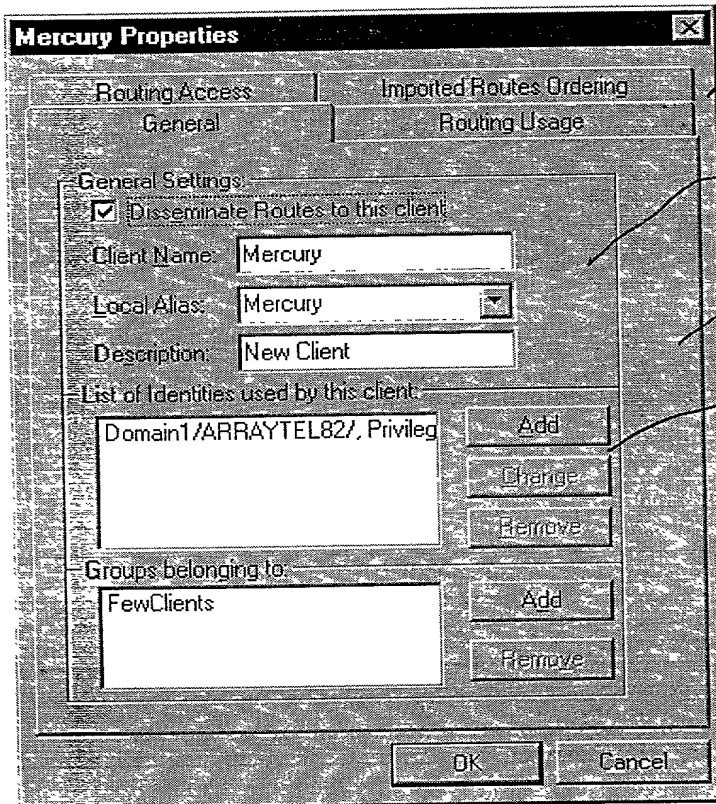 Mercury Properties
Routing Access Imported Routes Ordering
General Routing Usage
General Settings:
Disseminate Routes to this client
Client Name: Mercury
Local Alias: Mercury
Description: New Client
List of Identities used by this client:
Domain1/ARRAYTEL82/, Privileg
Add
Change
Remove
Groups belonging to:
FewClients
Add
Remove
OK Cancel